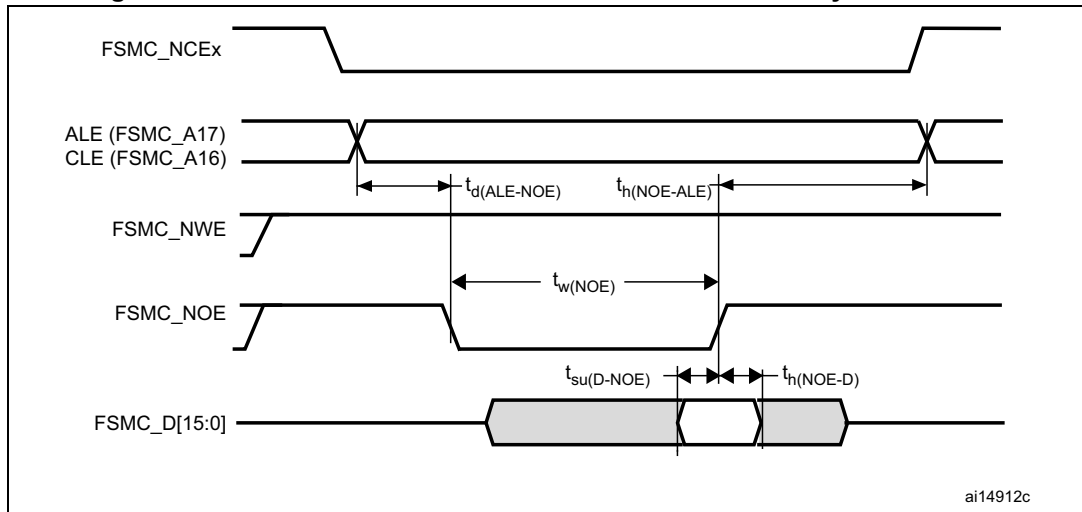 FSMC_NCEx
ALE (FSMC_A17)
CLE (FSMC_A16)
td(ALE-NOE)
th(NOE-ALE)
FSMC_NWE
tw(NOE)
FSMC_NOE
tsu(D-NOE)
th(NOE-D)
FSMC_D[15:0]
ai14912c